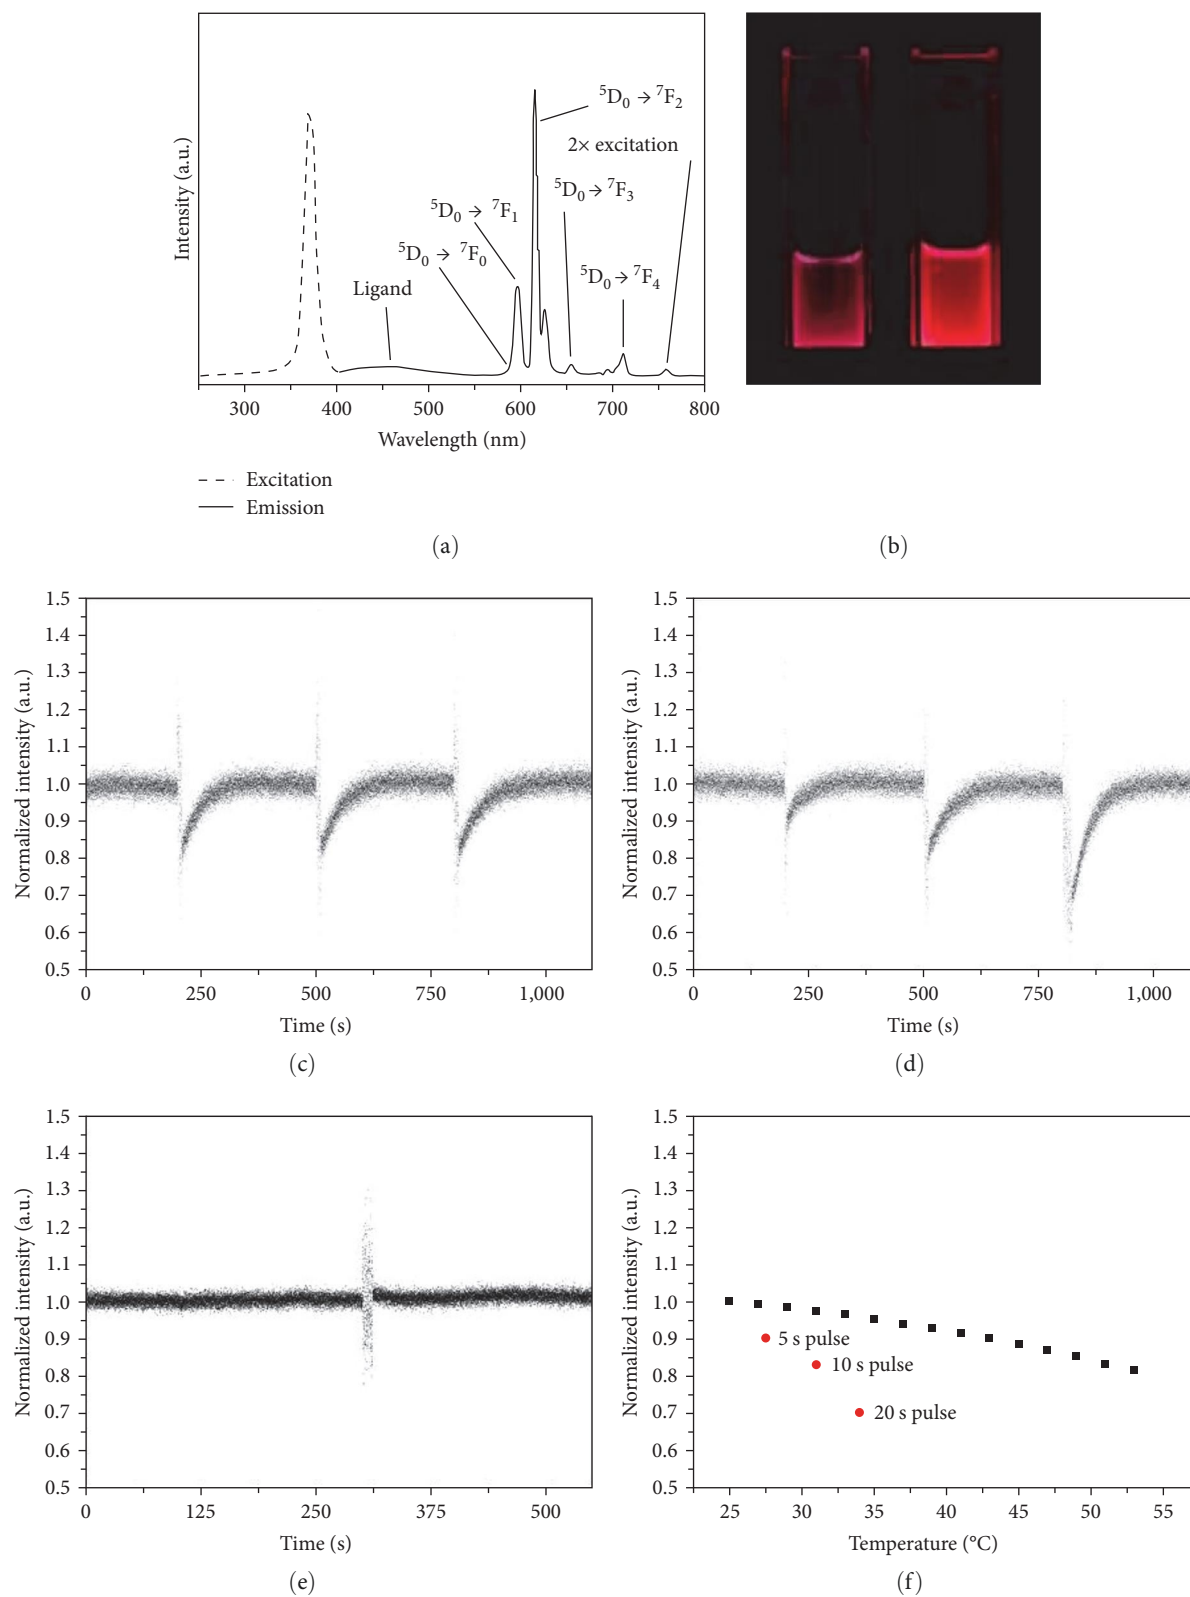 ⁵D₀ → ⁷F₂
2× excitation
⁵D₀ → ⁷F₃
⁵D₀ → ⁷F₁
⁵D₀ → ⁷F₀
⁵D₀ → ⁷F₄
Ligand
Intensity (a.u.)
300 400 500 600 700 800
Wavelength (nm)
Excitation
Emission
(a)
(b)
1.5
1.4
1.3
1.2
1.1
1.0
0.9
0.8
0.7
0.6
0.5
Normalized intensity (a.u.)
0 250 500 750 1,000
Time (s)
(c)
1.5
1.4
1.3
1.2
1.1
1.0
0.9
0.8
0.7
0.6
0.5
Normalized intensity (a.u.)
0 250 500 750 1,000
Time (s)
(d)
1.5
1.4
1.3
1.2
1.1
1.0
0.9
0.8
0.7
0.6
0.5
Normalized intensity (a.u.)
0 125 250 375 500
Time (s)
(e)
1.5
1.4
1.3
1.2
1.1
1.0
0.9
0.8
0.7
0.6
0.5
Normalized intensity (a.u.)
5 s pulse
10 s pulse
20 s pulse
25 30 35 40 45 50 55
Temperature (°C)
(f)